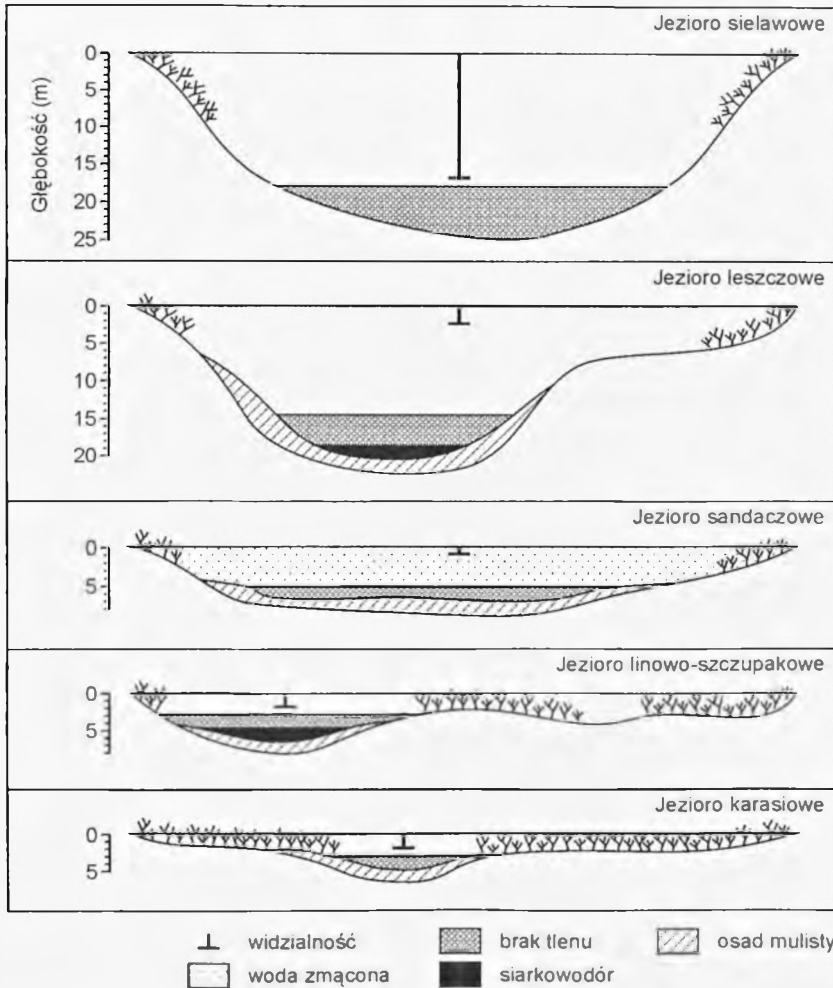 Jezioro sielawowe
Głębokość (m)
0
5
10
15
20
25
Jezioro leszczowe
0
5
10
15
20
Jezioro sandaczowe
0
5
Jezioro linowo-szczupakowe
0
5
Jezioro karasiowe
0
5
widzialność
brak tlenu
osad mulisty
woda zmącona
siarkowodór